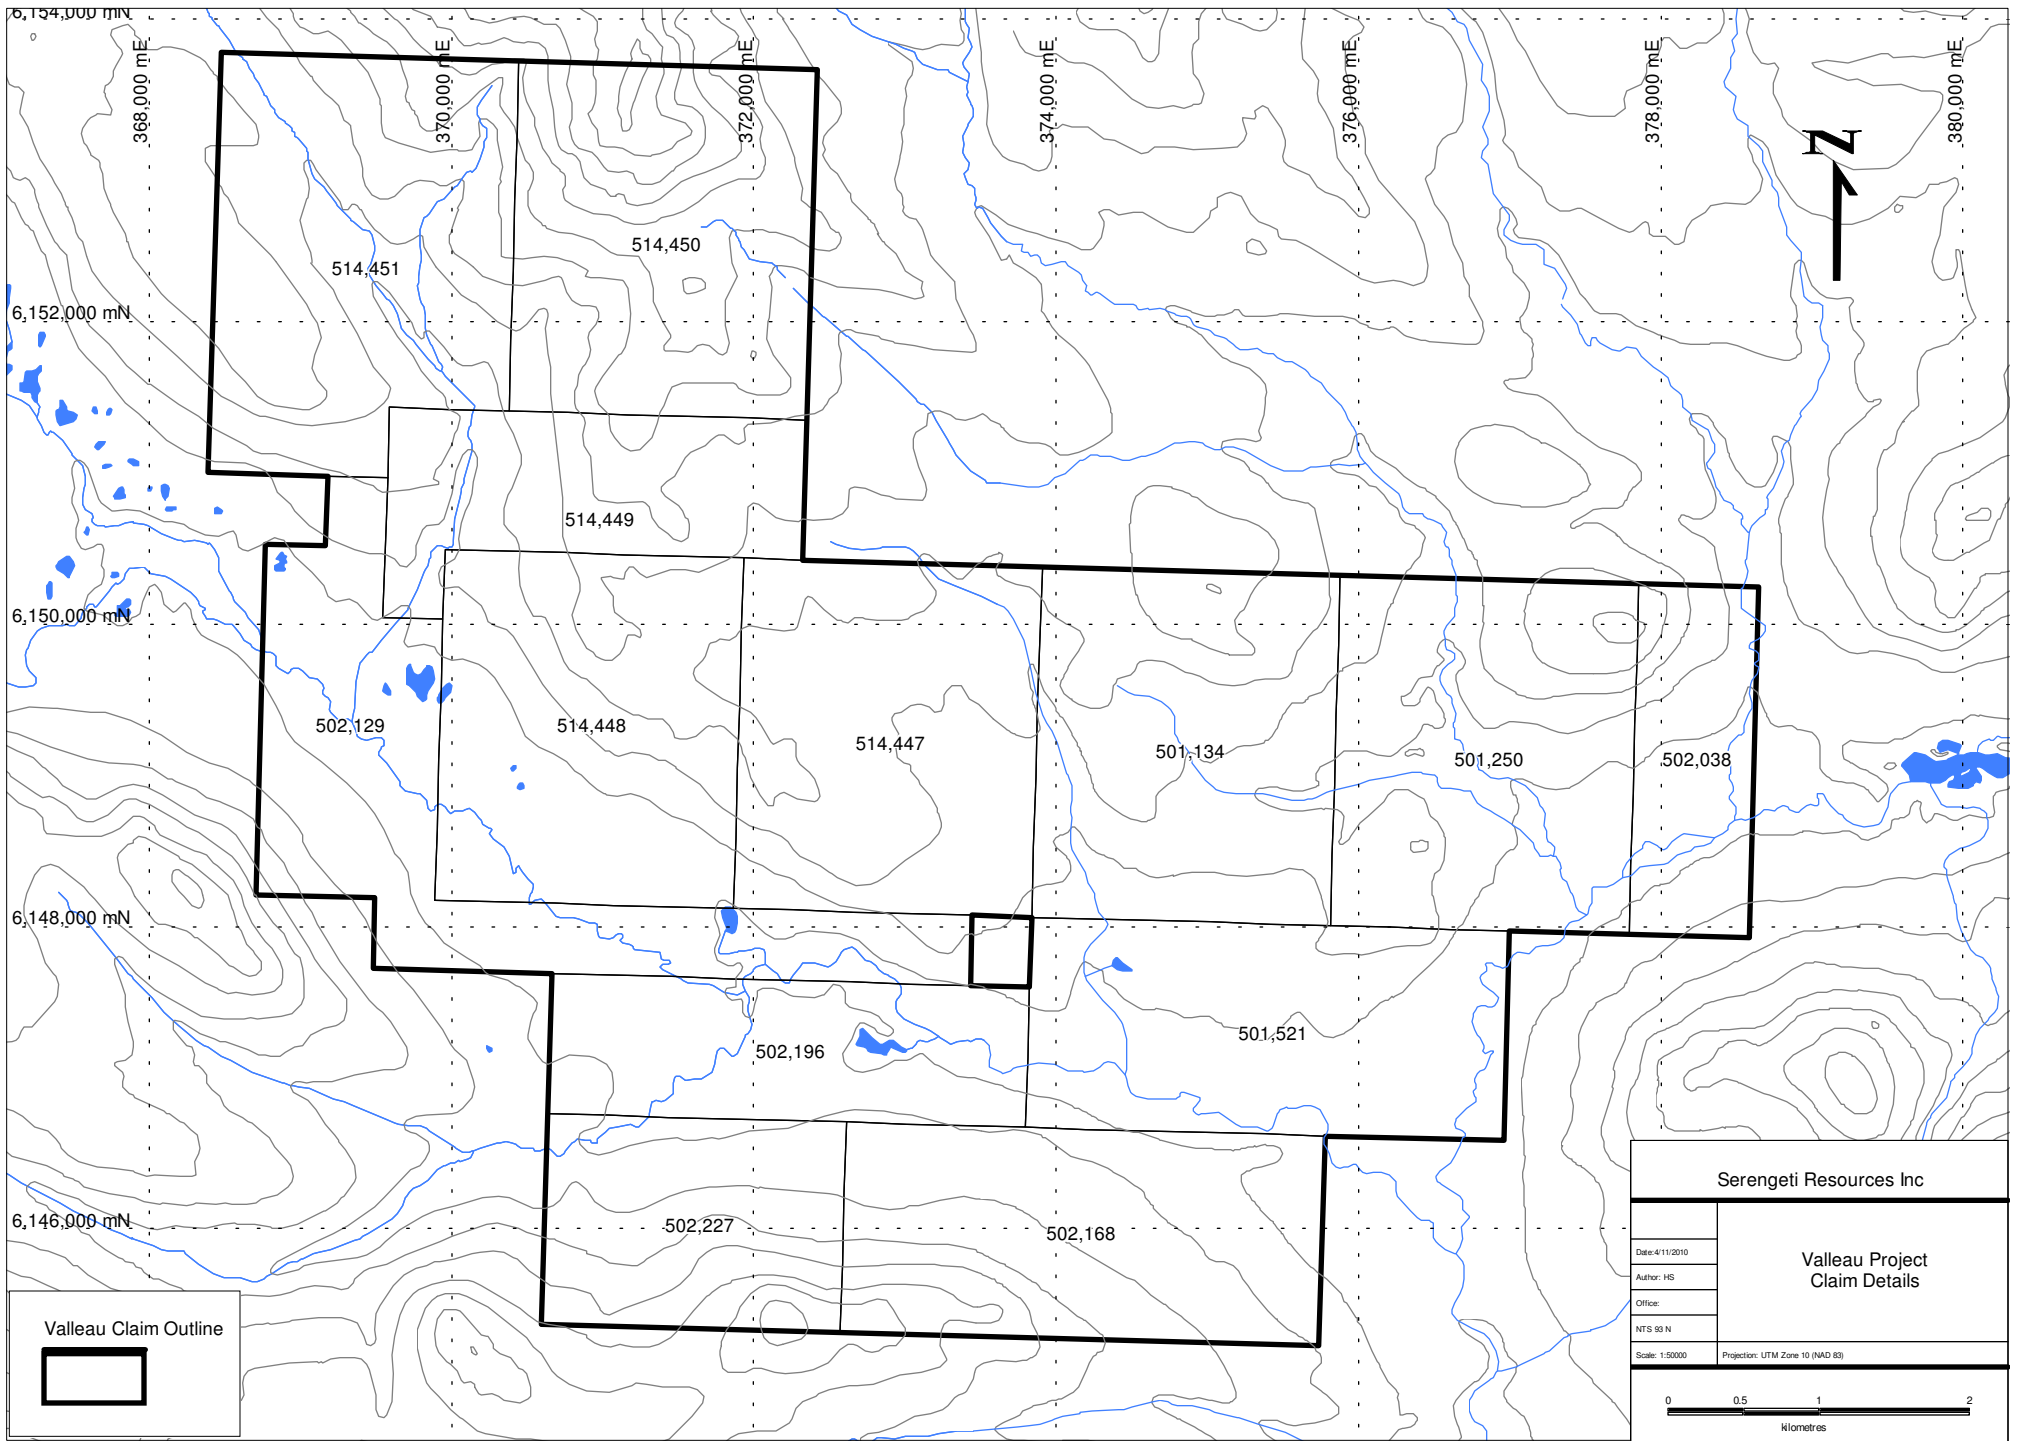 6,154,000 mN
368,000 mE
370,000 mE
372,000 mE
374,000 mE
376,000 mE
378,000 mE
380,000 mE
N
514,450
514,451
6,152,000 mN
514,449
6,150,000 mN
502,129
514,448
514,447
501,134
501,250
502,038
6,148,000 mN
501,521
502,196
6,146,000 mN
502,227
502,168
Serengeti Resources Inc
Date:4/11/2010
Author: HS
Office:
NTS 93 N
Scale: 1:50000
Valleau Project
Claim Details
Projection: UTM Zone 10 (NAD 83)
0 0.5 1 2
kilometres
Valleau Claim Outline